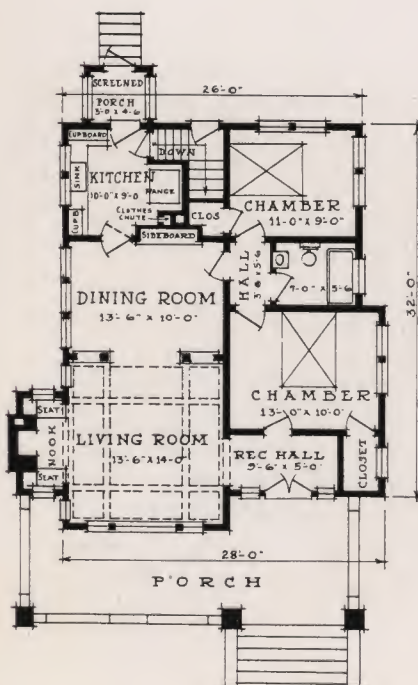 SCREENED
PORCH
5-0 x 4-6
26'-0"
CUPBOARD
DOWN
SINK
KITCHEN
10'-0" X 9'-0
RANGE
CUPB
CLOTHES
CHUTE
SIDEBOARD
CLOS
CHAMBER
11'-0" X 9'-0"
HALL
3'-8 x 5'-6
7'-0" X 5'-6
32'-0"
DINING ROOM
13'-6" X 10'-0"
CHAMBER
13'-0" X 10'-0"
SEAT
NOOK
SEAT
LIVING ROOM
13'-6" X 14'-0"
REC HALL
9'-6" X 5'-0"
CLOSET
28'-0"
PORCH